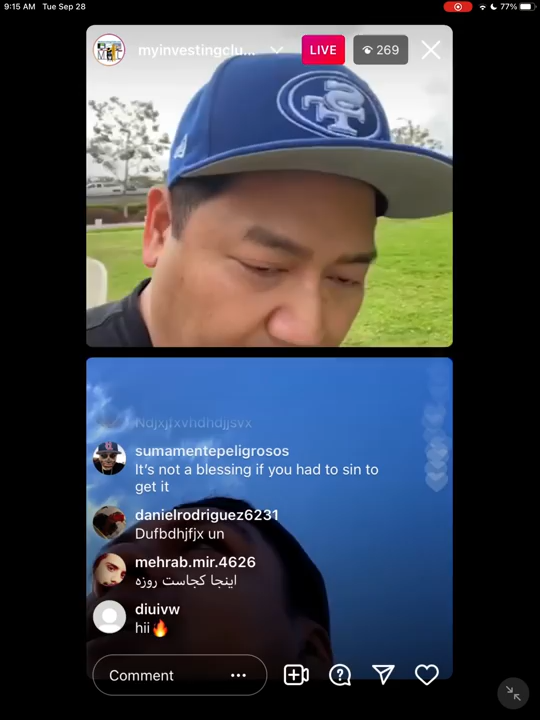 9:15 AM Tue Sep 28
77%
myinvestingclu...
LIVE
269
Ndjxjfxvhdhdjjsvx
sumamentepeligrosos
It's not a blessing if you had to sin to
get it
danielrodriguez6231
Dufbdhjfjx un
mehrab.mir.4626
اینجا کجاست روزه
diuivw
hii🔥
Comment